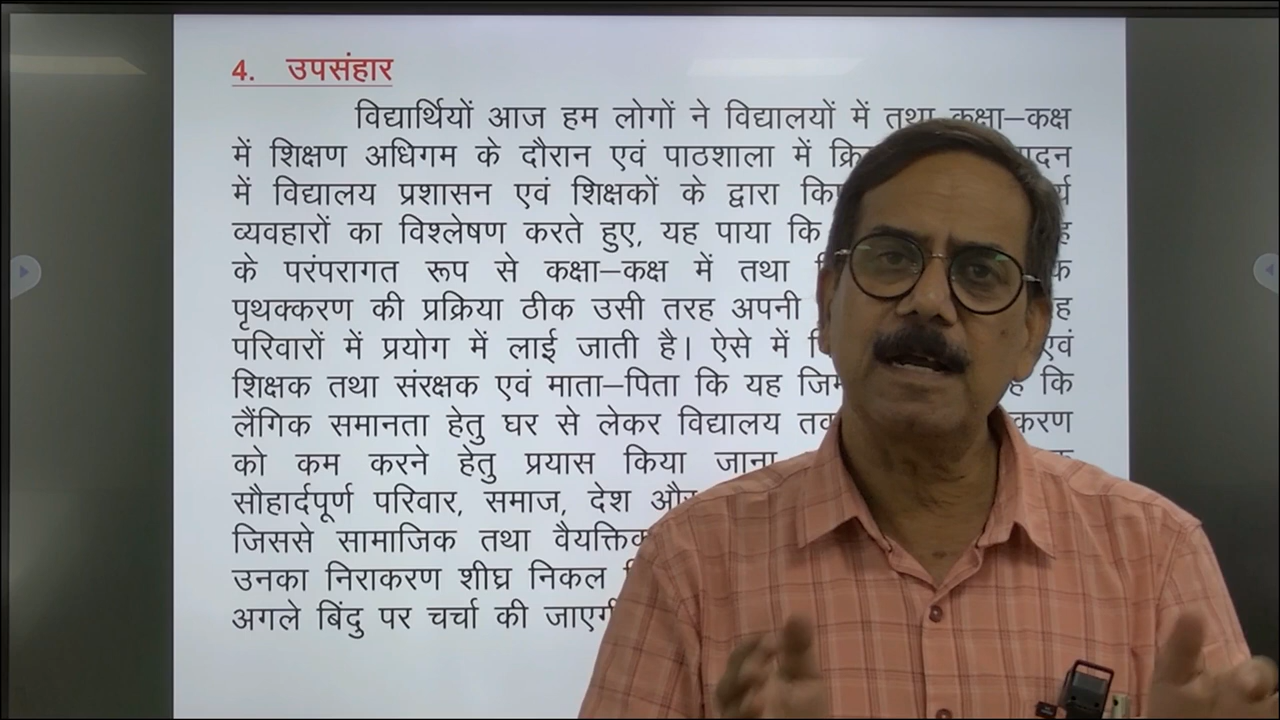 4. उपसंहार
विद्यार्थियों आज हम लोगों ने विद्यालयों में तथा कक्षा–कक्ष
में शिक्षण अधिगम के दौरान एवं पाठशाला में
में विद्यालय प्रशासन एवं शिक्षकों के द्वारा
व्यवहारों का विश्लेषण करते हुए, यह पाया कि
के परंपरागत रूप से कक्षा–कक्ष में तथा
पृथक्करण की प्रक्रिया ठीक उसी तरह अपनी
परिवारों में प्रयोग में लाई जाती है। ऐसे में एवं
शिक्षक तथा संरक्षक एवं माता–पिता कि यह कि
लैंगिक समानता हेतु घर से लेकर विद्यालय
को कम करने हेतु प्रयास किया जाना
सौहार्दपूर्ण परिवार, समाज, देश
जिससे सामाजिक तथा
उनका निराकरण शीघ्र निकल
अगले बिंदु पर चर्चा की